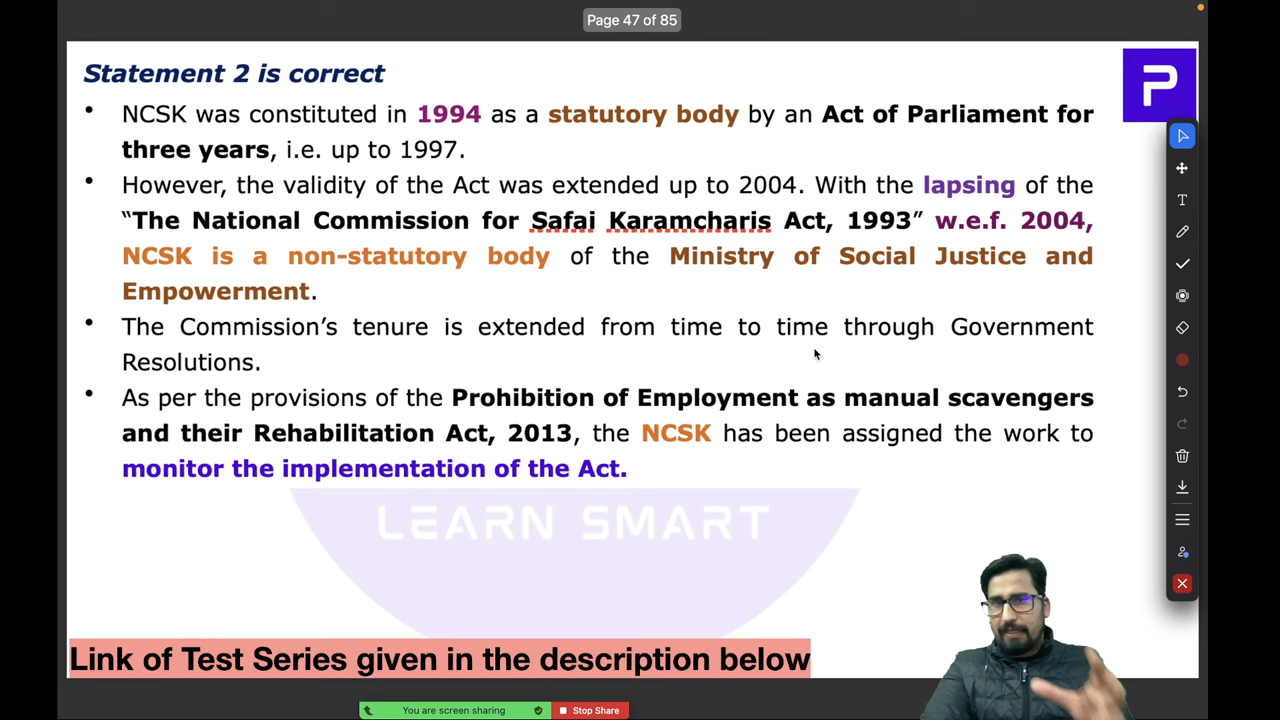 Page 47 of 85
Statement 2 is correct
P
• NCSK was constituted in 1994 as a statutory body by an Act of Parliament for
three years, i.e. up to 1997.
• However, the validity of the Act was extended up to 2004. With the lapsing of the
“The National Commission for Safai Karamcharis Act, 1993” w.e.f. 2004,
NCSK is a non-statutory body of the Ministry of Social Justice and
Empowerment.
• The Commission’s tenure is extended from time to time through Government
Resolutions.
• As per the provisions of the Prohibition of Employment as manual scavengers
and their Rehabilitation Act, 2013, the NCSK has been assigned the work to
monitor the implementation of the Act.
LEARN SMART
Link of Test Series given in the description below
You are screen sharing
Stop Share